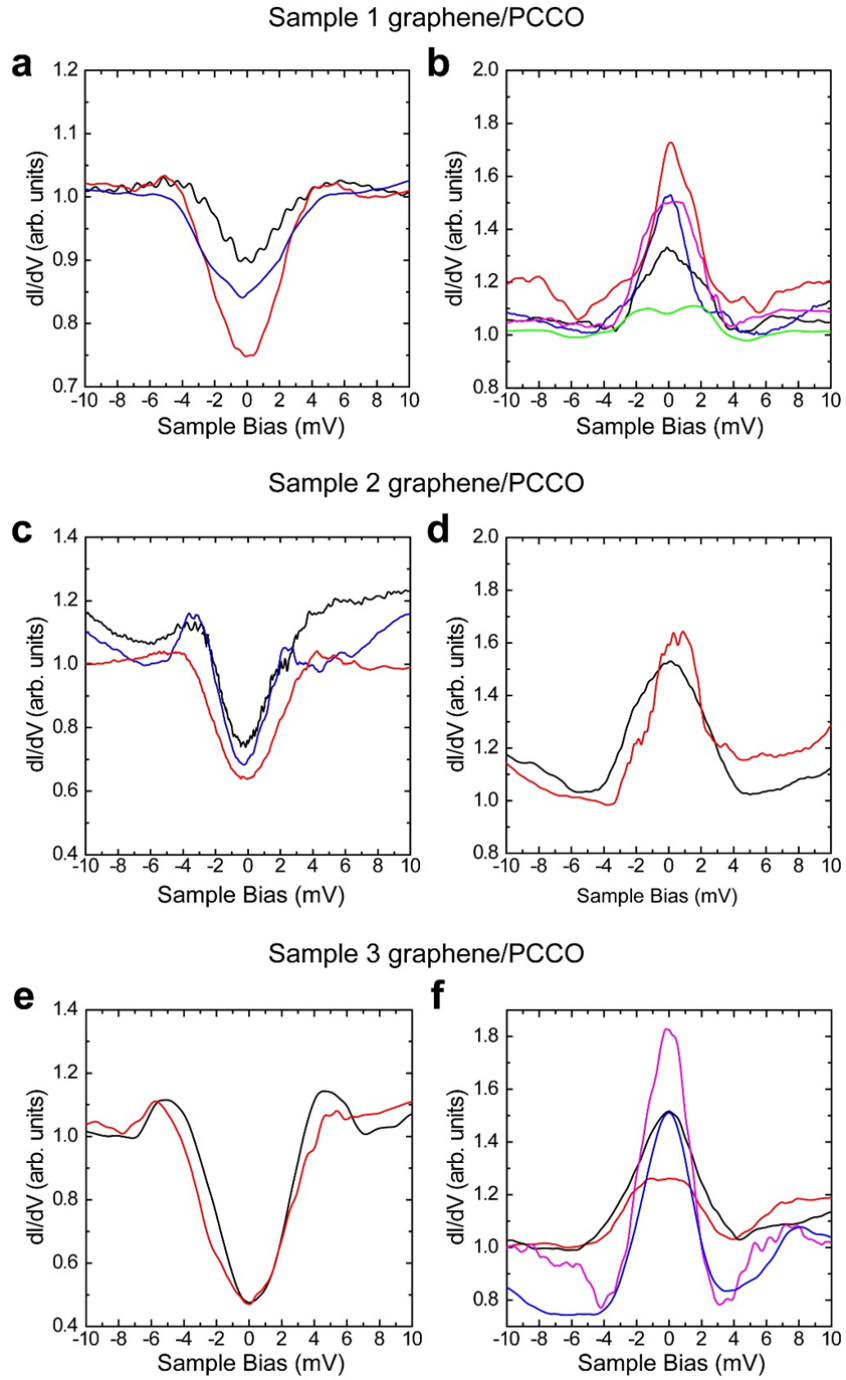 Sample 1 graphene/PCCO
a
b
1.2
1.1
1.0
0.9
0.8
0.7
dI/dV (arb. units)
-10 -8 -6 -4 -2 0 2 4 6 8 10
Sample Bias (mV)
2.0
1.8
1.6
1.4
1.2
1.0
0.8
dI/dV (arb. units)
-10 -8 -6 -4 -2 0 2 4 6 8 10
Sample Bias (mV)
Sample 2 graphene/PCCO
c
d
1.4
1.2
1.0
0.8
0.6
0.4
dI/dV (arb. units)
-10 -8 -6 -4 -2 0 2 4 6 8 10
Sample Bias (mV)
2.0
1.8
1.6
1.4
1.2
1.0
0.8
dI/dV (arb. units)
-10 -8 -6 -4 -2 0 2 4 6 8 10
Sample Bias (mV)
Sample 3 graphene/PCCO
e
f
1.4
1.2
1.0
0.8
0.6
0.4
dI/dV (arb. units)
-10 -8 -6 -4 -2 0 2 4 6 8 10
Sample Bias (mV)
1.8
1.6
1.4
1.2
1.0
0.8
dI/dV (arb. units)
-10 -8 -6 -4 -2 0 2 4 6 8 10
Sample Bias (mV)